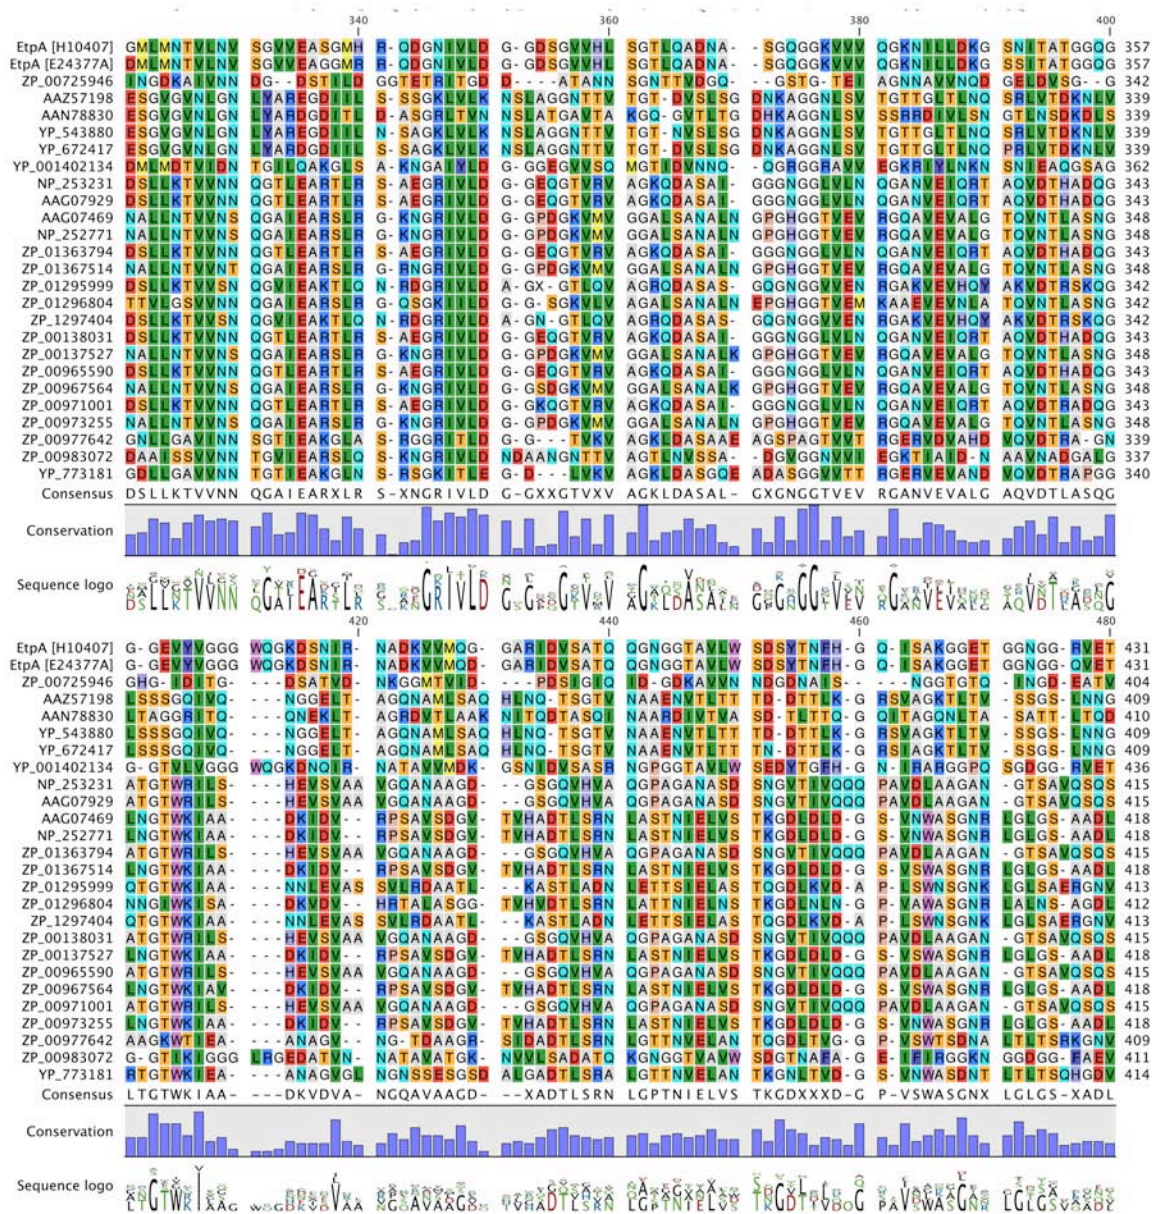 340 360 380 400
EtpA [H10407] GMLMNTVLNV SGVVEASGMH R-QDGNIVLD G-GDSGVVHL SGTLQADNA- -SGQGGKVVV QGKNILLDKG SNITATGGQG 357
EtpA [E24377A] DMLMNTVLNV SGVVEAGGMR R-QDGNIVLD G-GDSGVVHL SGTLQADNA- -SGQGGKVVV QGKNILLDKG SNITATGGQG 357
ZP_00725946 INGDKAIVNN DG--DSTILD GGTETRITGD D----ATANN SGNTTVDGQ- --GSTG-TEI AGNNAVVNQD GELDVSG--G 342
AAZ57198 ESGVGVNLGN LYAREGDIIL S-SSGKLVLK NSLAGGNTTV TGT-DVSLSG DNKAGGNLSV TGTTGLTLNQ SRLVTDKNLV 339
AAN78830 ESGVGVNLGN LYARDGDITL D-ASGRLTVN NSLATGAVTA KGQ-GVTLTG DHKAGGNLSV SSRRDIVLSN GTLNSDKDLS 339
YP_543880 ESGVGVNLGN LYAREGDIIL N-SAGKLVLK NSLAGGNTTV TGT-NVSLSG DNKAGGNLSV TGTTGLTLNQ SRLVTDKNLV 339
YP_672417 ESGVGVNLGN LYAREGDIIL S-SAGKLVLK NSLAGGNTTV TGT-DVSLSG DNKAGGNLSV TGTTGLTLNQ PRLVTDKNLV 339
YP_001402134 DMLMDTVIDN TGILQAKGLS A-KNGAIYLD G-GGEGVVSQ MGTIDVNNQ- -QGRGGRAVV EGKRIYLNKN SNIEAQGSAG 362
NP_253231 DSLLKTVVNN QGTLEARTLR S-AEGRIVLD G-GEQGTVRV AGKQDASAI- -GGGNGGLVLN QGANVEIQRT AQVDTHADQG 343
AAG07929 DSLLKTVVNN QGTLEARTLR S-AEGRIVLD G-GEQGTVRV AGKQDASAI- -GGGNGGLVLN QGANVEIQRT AQVDTHADQG 343
AAG07469 NALLNTVVNS QGAIEARSLR G-KNGRIVLD G-GPDGKVMV GGALSANALN GPGHGGTVEV RGQAVEVALG TQVNTLASNG 348
NP_252771 NALLNTVVNS QGAIEARSLR G-KNGRIVLD G-GPDGKVMV GGALSANALN GPGHGGTVEV RGQAVEVALG TQVNTLASNG 348
ZP_01363794 DSLLKTVVNN QGTLEARTLR S-AEGRIVLD G-GEQGTVRV AGKQDASAI- -GGGNGGLVLN QGANVEIQRT AQVDTHADQG 343
ZP_01367514 NALLNTVVNT QGAIEARSLR G-RNGRIVLD G-GPDGKVMV GGALSANALN GPGHGGTVEV RGQAVEVALG TQVNTLASNG 348
ZP_01295999 DSLLKTVVSN QGVIEAKTLQ N-RDGRIVLD A-GX-GTLQV AGRQDASAS- -GQGNGGVVEN RGAKVEVHQY AKVDTRSKQG 342
ZP_01296804 TTVLGSVVNN QGAIEARSLR G-QSGKIILD G-G-SGKVLV AGALSANALN EPGHGGTVEM KAAEVEVNLA TQVNTLSSNG 342
ZP_1297404 DSLLKTVVSN QGVIEAKTLQ N-RDGRIVLD A-GN-GTLQV AGRQDASAS- -GQGNGGVVEN RGAKVEVHQY AKVDTRSKQG 342
ZP_00138031 DSLLKTVVNN QGTLEARTLR S-AEGRIVLD G-GEQGTVRV AGKQDASAI- -GGGNGGLVLN QGANVEIQRT AQVDTHADQG 343
ZP_00137527 NALLNTVVNS QGAIEARSLR G-KNGRIVLD G-GPDGKVMV GGALSANALK GPGHGGTVEV RGQAVEVALG TQVNTLASNG 348
ZP_00965590 DSLLKTVVNN QGTLEARTLR S-AEGRIVLD G-GEQGTVRV AGKQDASAI- -GGGNGGLVLN QGANVEIQRT AQVDTHADQG 343
ZP_00967564 NALLNTVVNS QGAIEARSLR G-KNGRIVLD G-GSDGKVMV GGALSANALK GPGHGGTVEV RGQAVEVALG TQVNTLASNG 348
ZP_00971001 DSLLKTVVNN QGTLEARTLR S-AEGRIVLD G-GKQGTVRV AGKQDASAI- -GGGNGGLVLN QGANVEIQRT AQVDTRADQG 343
ZP_00973255 NALLNTVVNS QGAIEARSLR G-KNGRIVLD G-GPDGKVMV GGALSANALN GPGHGGTVEV RGQAVEVALG TQVNTLASNG 348
ZP_00977642 GNLLGAVINN SGTIEAKGLA S-RGGRITLD G-G---TVKV AGKLDASAAE AGSPAGTVVT RGERVDVAHD VQVDTRA-GN 339
ZP_00983072 DAAISSVVNN TGTIEARGLN S-ANGKITLS NDAANGNTTV AGTLNVSSA- -DGVGGNVVI EGKTIAID-N AAVNADGALG 337
YP_773181 GDLLGAVVNN TGTIEAKGLN S-RSGKITLE G-D---LVKV AGKLDASGQE ADASGGVVTT RGERVEVAND VQVDTRAPGG 340
Consensus DSLLKTVVNN QGAIEARXLR S-XNGRIVLD G-GXXGTVXV AGKLDASAL- GXGNGGTVEV RGANVEVALG AQVDTLASQG
Conservation
Sequence logo
420 440 460 480
EtpA [H10407] G-GEVYVGGG WQGKDSNIR- NADKVVMQG- -GARIDVSATQ QGNGGTAVLW SDSYTNFH-G Q-ISAKGGET GGNGG-RVET 431
EtpA [E24377A] G-GEVYVGGG WQGKDSNIR- NADKVVMQD- -GARIDVSATQ QGNGGTAVLW SDSYTNFH-G Q-ISAKGGET GGNGG-QVET 431
ZP_00725946 GHG-IDITG- ----DSATVD- NKGGMTVID- ---PDSIGIQ ID-GDKAVVN NDGDNAIS-- --NGGTGTQ- INGD-EATV 404
AAZ57198 LSSSGQIVQ- ----NGGELT- AGQNAMLSAQ HLNQ-TSGTV NAAENVTLTT TD-DTTLK-G RSVAGKTLTV -SSGS-LNNG 409
AAN78830 LTAGGRITQ- ----QNEKLT- AGRDVTLAAK NITQDTASQI NAARDIVTVA SD-TLTTQ-G QITAGQNLTA -SATT-LTQD 410
YP_543880 LSSSGQIVQ- ----NGGELT- AGQNAMLSAQ HLNQ-TSGTV NAAENVTLTT TD-DTTLK-G RSIAGKTLTV -SSGS-LNNG 409
YP_672417 LSSSGQIVQ- ----NGGELT- AGQNAMLSAQ HLNQ-TSGTV NAAENVTLTT TN-DTTLK-G RSIAGKTLTV -SSGS-LNNG 409
YP_001402134 G-GTVLVGGG WQGKDNQIR- NATAVVMDK- GSNIDVSASR NGPGGTAVLW SEDYTGFH-G N-IRARGGPQ SGDGG-RVET 436
NP_253231 ATGTWRILS- ----HEVSVAA VGQANAAGD- ---GSGQVHVA QGPAGANASD SNGVTIVQQQ PAVDLAAGAN -GTSAVQSQS 415
AAG07929 ATGTWRILS- ----HEVSVAA VGQANAAGD- ---GSGQVHVA QGPAGANASD SNGVTIVQQQ PAVDLAAGAN -GTSAVQSQS 415
AAG07469 LNGTWKIAA- ----DKIDV-- RPSAVSDGV- TVHADTLSRN LASTNIELVS TKGDLDLD-G S-VNWASGNR LGLGS-AADL 418
NP_252771 LNGTWKIAA- ----DKIDV-- RPSAVSDGV- TVHADTLSRN LASTNIELVS TKGDLDLD-G S-VNWASGNR LGLGS-AADL 418
ZP_01363794 ATGTWRILS- ----HEVSVAA VGQANAAGD- ---GSGQVHVA QGPAGANASD SNGVTIVQQQ PAVDLAAGAN -GTSAVQSQS 415
ZP_01367514 LNGTWKIAA- ----DKIDV-- RPSAVSDGV- TVHADTLSRN LASTNIELVS TKGDLDLD-G S-VSWASGNR LGLGS-AADL 418
ZP_01295999 QTGTWKIAA- ----NNLEVAS SVLRDAATL- ---KASTLADN LETTSIELAS TQGDLKVD-A P-LSWNSGNK LGLSAERGNV 413
ZP_01296804 NNGIWKISA- ----DKVDV-- HRTALASGG- TVHVDTLSRN LATTNIELNS TKGDLNLN-G P-VSWASGNR LALNS-AGDL 412
ZP_1297404 QTGTWKIAA- ----NNLEVAS SVLRDAATL- ---KASTLADN LETTSIELAS TQGDLKVD-A P-LSWNSGNK LGLSAERGNV 413
ZP_00138031 ATGTWRILS- ----HEVSVAA VGQANAAGD- ---GSGQVHVA QGPAGANASD SNGVTIVQQQ PAVDLAAGAN -GTSAVQSQS 415
ZP_00137527 LNGTWKIAA- ----DKIDV-- RPSAVSDGV- TVHADTLSRN LASTNIELVS TKGDLDLD-G S-VSWASGNR LGLGS-AADL 418
ZP_00965590 ATGTWRILS- ----HEVSVAA VGQANAAGD- ---GSGQVHVA QGPAGANASD SNGVTIVQQQ PAVDLAAGAN -GTSAVQSQS 415
ZP_00967564 LNGTWKIAV- ----DKIDV-- RPSAVSDGV- TVHADTLSRN LASTNIELVS TKGDLDLD-G S-VSWASGNR LGLGS-AADL 418
ZP_00971001 ATGTWRILS- ----HEVSVAA VGQANAAGD- ---GSGQVHVA QGPAGANASD SNGVTIVQQQ PAVDLAAGAN -GTSAVQSQS 415
ZP_00973255 LNGTWKIAA- ----DKIDV-- RPSAVSDGV- TVHADTLSRN LASTNIELVS TKGDLDLD-G S-VNWASGNR LGLGS-AADL 418
ZP_00977642 AAGKWTIEA- ----ANAGV-- NG-TDAAGR- SIDADTLSRN LGTTNVELAN TQGNLTVG-G P-VSWTSDNA LTLTSRKGNV 409
ZP_00983072 G-GTIKIGGG LRGEDATVN- NATAVATGK- NVVLSADATQ KGNGGTVAVW SDGTNAFA-G E-IFIRGGKN GGDGG-FAEV 411
YP_773181 RTGTWKIEA- ----ANAGVGL NGNSSESGSD ALGADTLARA LGTTNVELAN TKGNLTVD-G S-VNWASDNT LTLTSQHGDV 414
Consensus LTGTWKIAA- ---DKVDVA- NGQAVAAGD- --XADTLSRN LGPTNIELVS TKGDXXXD-G P-VSWASGNX LGLGS-XADL
Conservation
Sequence logo